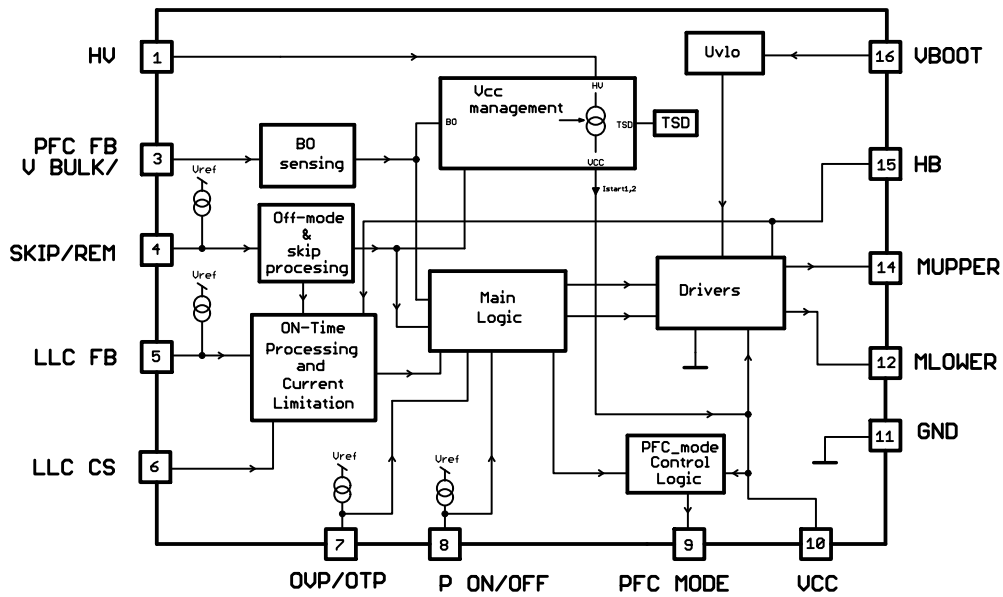 HV
1
Uvlo
16
VBOOT
HV
Vcc
management
BO
TSD
TSD
VCC
Istart1,2
PFC FB
V BULK/
3
BO
sensing
15
HB
Vref
SKIP/REM
4
Off-mode
&
skip
procesing
Vref
Main
Logic
Drivers
14
MUPPER
LLC FB
5
ON-Time
Processing
and
Current
Limitation
12
MLOWER
11
GND
LLC CS
6
Vref
Vref
PFC_mode
Control
Logic
7
8
9
10
OVP/OTP
P ON/OFF
PFC MODE
VCC